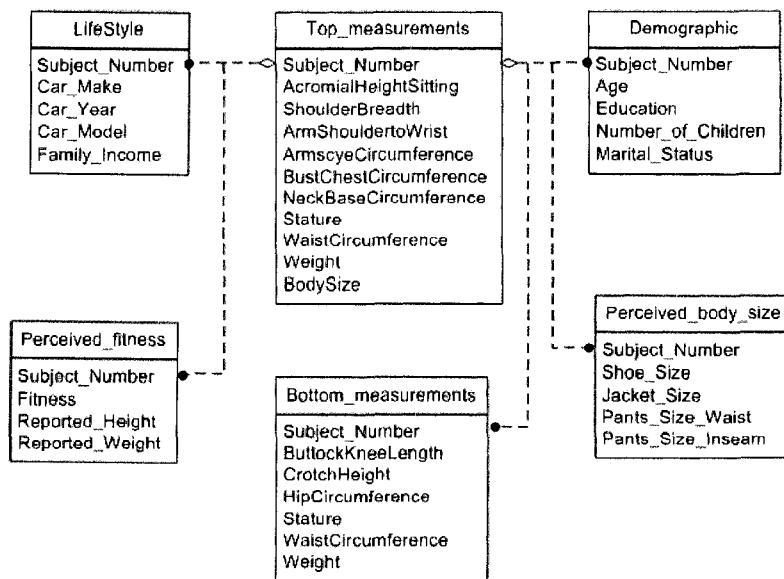 LifeStyle
Subject_Number
Car_Make
Car_Year
Car_Model
Family_Income
Top_measurements
Subject_Number
AcromialHeightSitting
ShoulderBreadth
ArmShouldertoWrist
ArmscyeCircumference
BustChestCircumference
NeckBaseCircumference
Stature
WaistCircumference
Weight
BodySize
Demographic
Subject_Number
Age
Education
Number_of_Children
Marital_Status
Perceived_fitness
Subject_Number
Fitness
Reported_Height
Reported_Weight
Bottom_measurements
Subject_Number
ButtockKneeLength
CrotchHeight
HipCircumference
Stature
WaistCircumference
Weight
Perceived_body_size
Subject_Number
Shoe_Size
Jacket_Size
Pants_Size_Waist
Pants_Size_Inseam